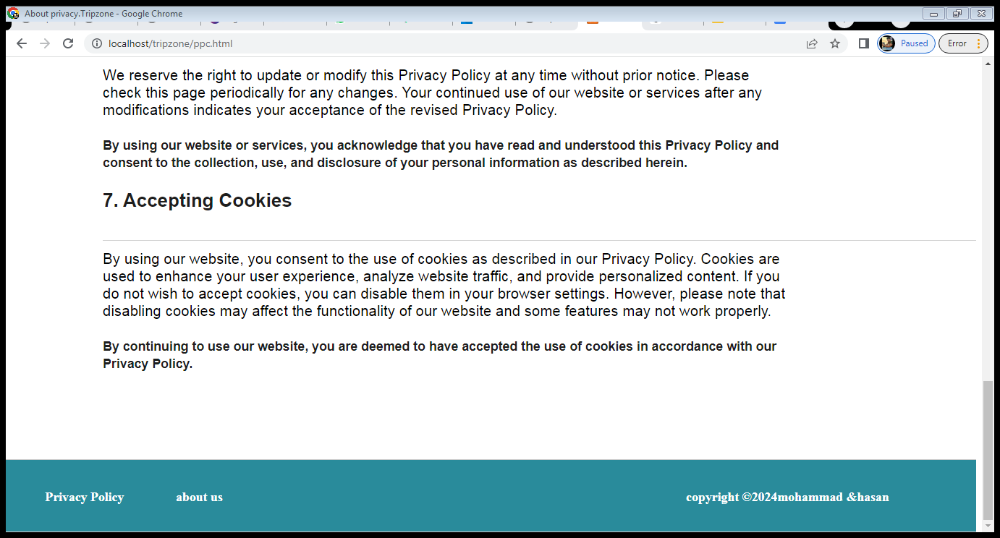 About privacy.Tripzone - Google Chrome
localhost/tripzone/ppc.html
Paused
Error
We reserve the right to update or modify this Privacy Policy at any time without prior notice. Please
check this page periodically for any changes. Your continued use of our website or services after any
modifications indicates your acceptance of the revised Privacy Policy.
By using our website or services, you acknowledge that you have read and understood this Privacy Policy and
consent to the collection, use, and disclosure of your personal information as described herein.
7. Accepting Cookies
By using our website, you consent to the use of cookies as described in our Privacy Policy. Cookies are
used to enhance your user experience, analyze website traffic, and provide personalized content. If you
do not wish to accept cookies, you can disable them in your browser settings. However, please note that
disabling cookies may affect the functionality of our website and some features may not work properly.
By continuing to use our website, you are deemed to have accepted the use of cookies in accordance with our
Privacy Policy.
Privacy Policy
about us
copyright ©2024mohammad &hasan